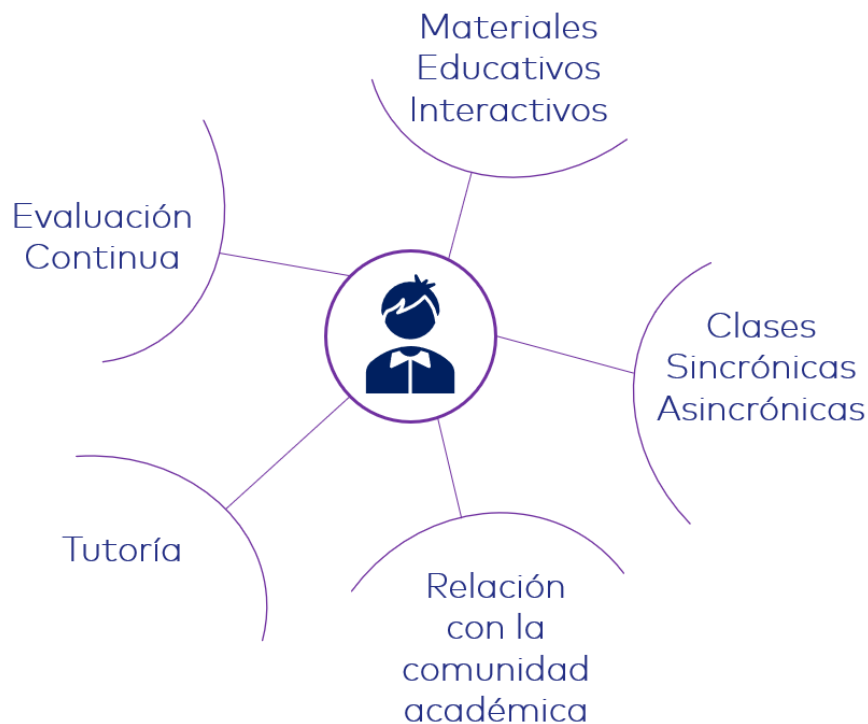 Materiales
Educativos
Interactivos
Evaluación
Continua
Clases
Sincrónicas
Asincrónicas
Tutoría
Relación
con la
comunidad
académica